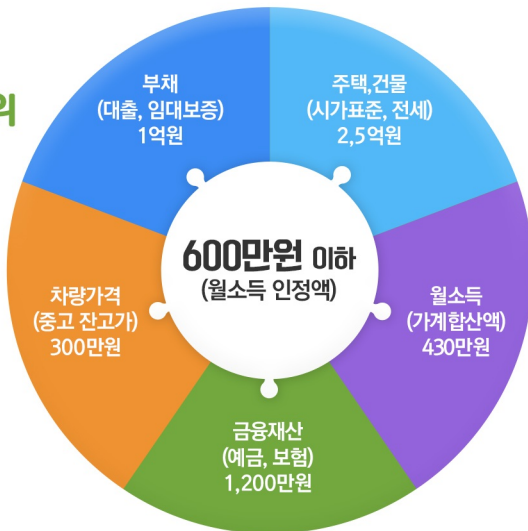 의
부채
(대출, 임대보증)
1억원
주택,건물
(시가표준, 전세)
2,5억원
600만원 이하
(월소득 인정액)
차량가격
(중고 잔고가)
300만원
월소득
(가계합산액)
430만원
금융재산
(예금, 보험)
1,200만원